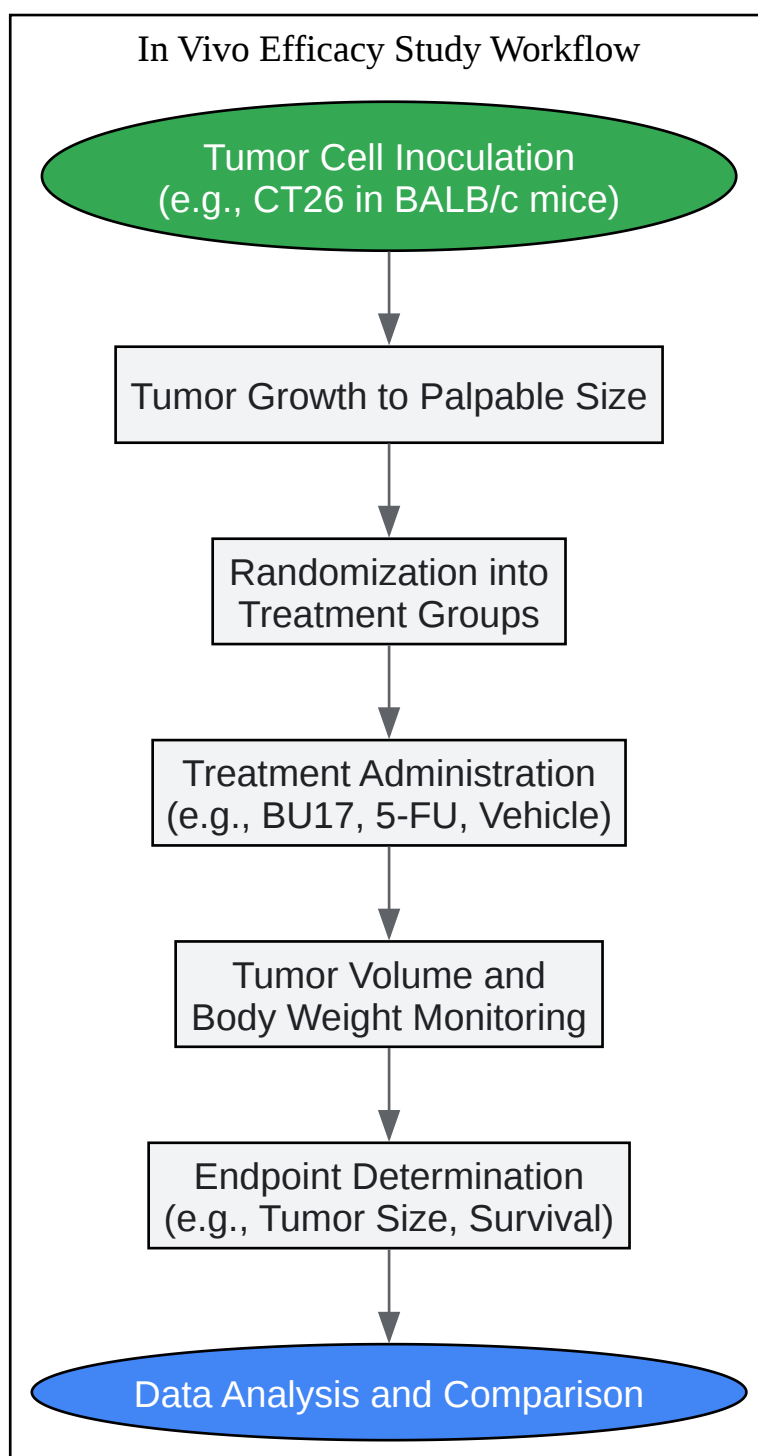 In Vivo Efficacy Study Workflow
Tumor Cell Inoculation
(e.g., CT26 in BALB/c mice)
Tumor Growth to Palpable Size
Randomization into
Treatment Groups
Treatment Administration
(e.g., BU17, 5-FU, Vehicle)
Tumor Volume and
Body Weight Monitoring
Endpoint Determination
(e.g., Tumor Size, Survival)
Data Analysis and Comparison